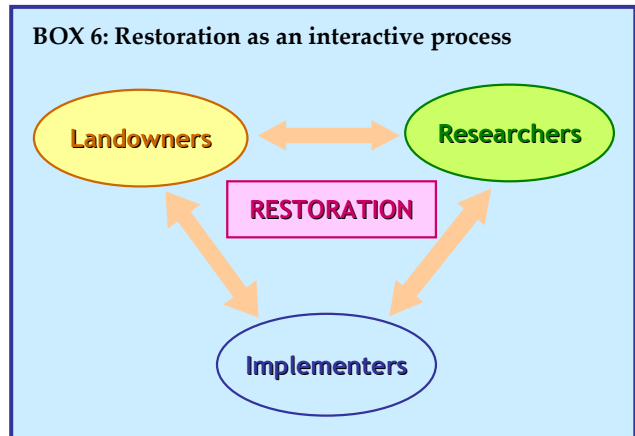 BOX 6: Restoration as an interactive process
Landowners
Researchers
RESTORATION
Implementers